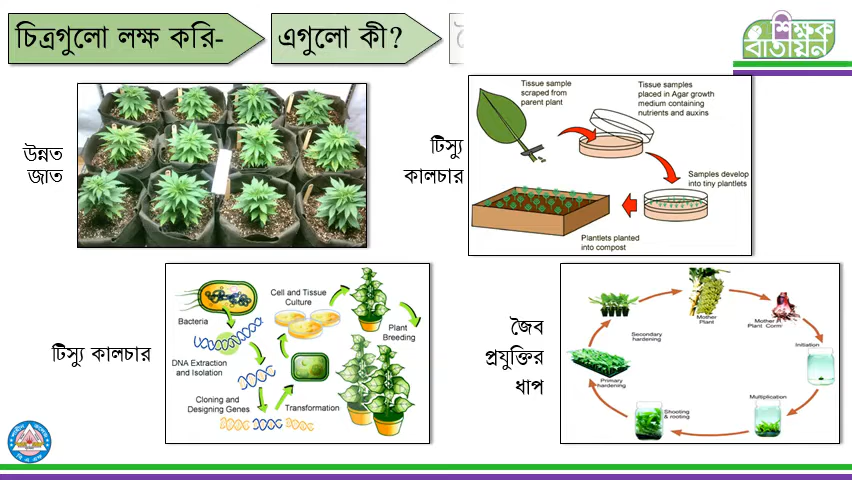 চিত্রগুলো লক্ষ করি-
এগুলো কী?
শিক্ষক
বাতায়ন
উন্নত
জাত
টিস্যু
কালচার
Tissue sample
scraped from
parent plant
Tissue samples
placed in Agar growth
medium containing
nutrients and auxins
Samples develop
into tiny plantlets
Plantlets planted
into compost
টিস্যু কালচার
Bacteria
Cell and Tissue
Culture
Plant
Breeding
DNA Extraction
and Isolation
Cloning and
Designing Genes
Transformation
জৈব
প্রযুক্তির
ধাপ
Mother
Plant
Mother
Plant Corm
Initiation
Multiplication
Shooting
& rooting
Primary
hardening
Secondary
hardening